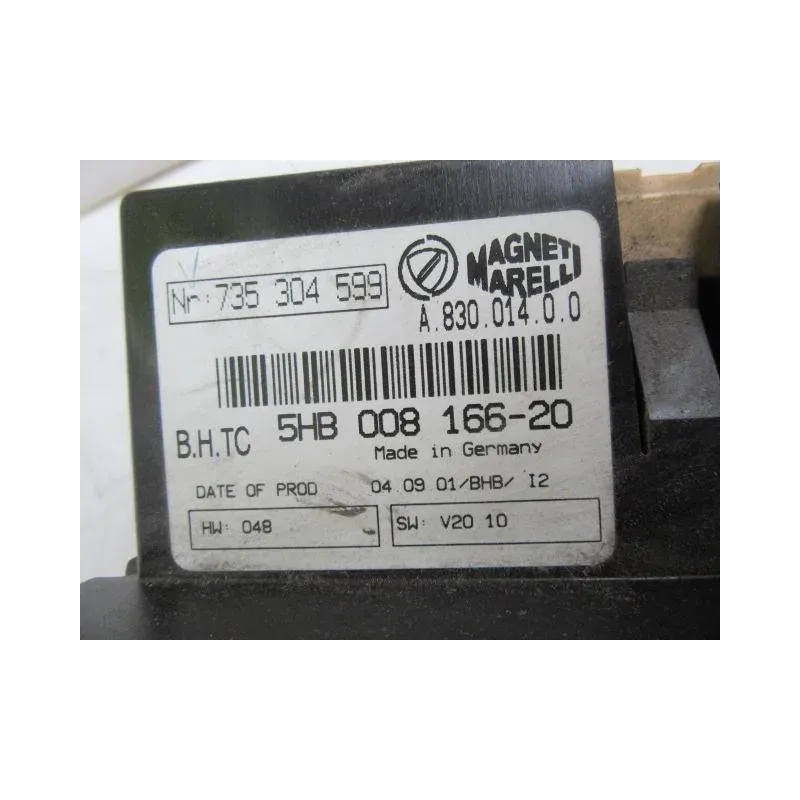 Nr: 735 304 599
MAGNETI
MARELLI
A.830.014.0.0
B.H.TC 5HB 008 166-20
Made in Germany
DATE OF PROD 04 09 01/BHB/ I2
HW: 048
SW: V20 10